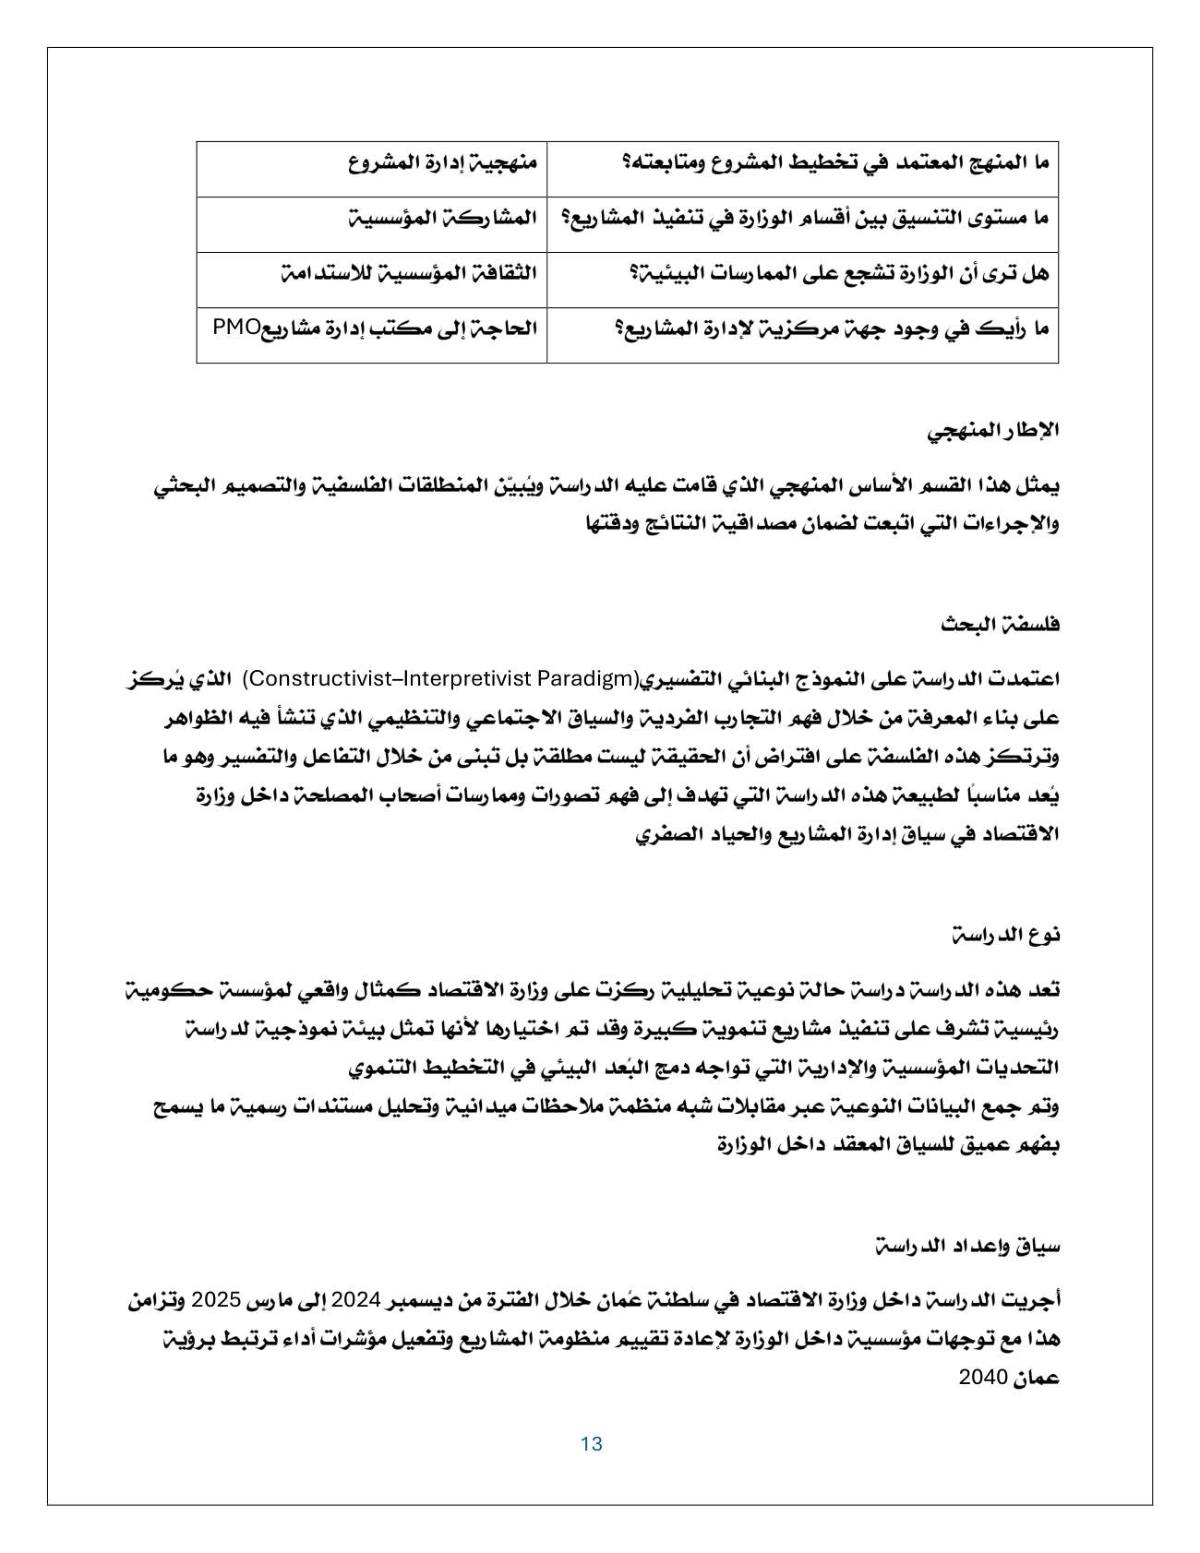 ما المنهج المعتمد في تخطيط المشروع ومتابعته؟ منهجية إدارة المشروع
ما مستوى التنسيق بين أقسام الوزارة في تنفيذ المشاريع؟ المشاركة المؤسسية
هل ترى أن الوزارة تشجع على الممارسات البيئية؟ الثقافة المؤسسية للاستدامة
ما رأيك في وجود جهة مركزية لإدارة المشاريع؟ الحاجة إلى مكتب إدارة مشاريعPMO
الإطار المنهجي
يمثل هذا القسم الأساس المنهجي الذي قامت عليه الدراسة ويُبيّن المنطلقات الفلسفية والتصميم البحثي
والإجراءات التي اتبعت لضمان مصداقية النتائج ودقتها
فلسفة البحث
اعتمدت الدراسة على النموذج البنائي التفسيري(Constructivist–Interpretivist Paradigm) الذي يُركز
على بناء المعرفة من خلال فهم التجارب الفردية والسياق الاجتماعي والتنظيمي الذي تنشأ فيه الظواهر
وترتكز هذه الفلسفة على افتراض أن الحقيقة ليست مطلقة بل تبنى من خلال التفاعل والتفسير وهو ما
يُعد مناسبًا لطبيعة هذه الدراسة التي تهدف إلى فهم تصورات وممارسات أصحاب المصلحة داخل وزارة
الاقتصاد في سياق إدارة المشاريع والحياد الصفري
نوع الدراسة
تعد هذه الدراسة دراسة حالة نوعية تحليلية ركزت على وزارة الاقتصاد كمثال واقعي لمؤسسة حكومية
رئيسية تشرف على تنفيذ مشاريع تنموية كبيرة وقد تم اختيارها لأنها تمثل بيئة نموذجية لدراسة
التحديات المؤسسية والإدارية التي تواجه دمج البُعد البيئي في التخطيط التنموي
وتم جمع البيانات النوعية عبر مقابلات شبه منظمة ملاحظات ميدانية وتحليل مستندات رسمية ما يسمح
بفهم عميق للسياق المعقد داخل الوزارة
سياق وإعداد الدراسة
أجريت الدراسة داخل وزارة الاقتصاد في سلطنة عُمان خلال الفترة من ديسمبر 2024 إلى مارس 2025 وتزامن
هذا مع توجهات مؤسسية داخل الوزارة لإعادة تقييم منظومة المشاريع وتفعيل مؤشرات أداء ترتبط برؤية
عمان 2040
13